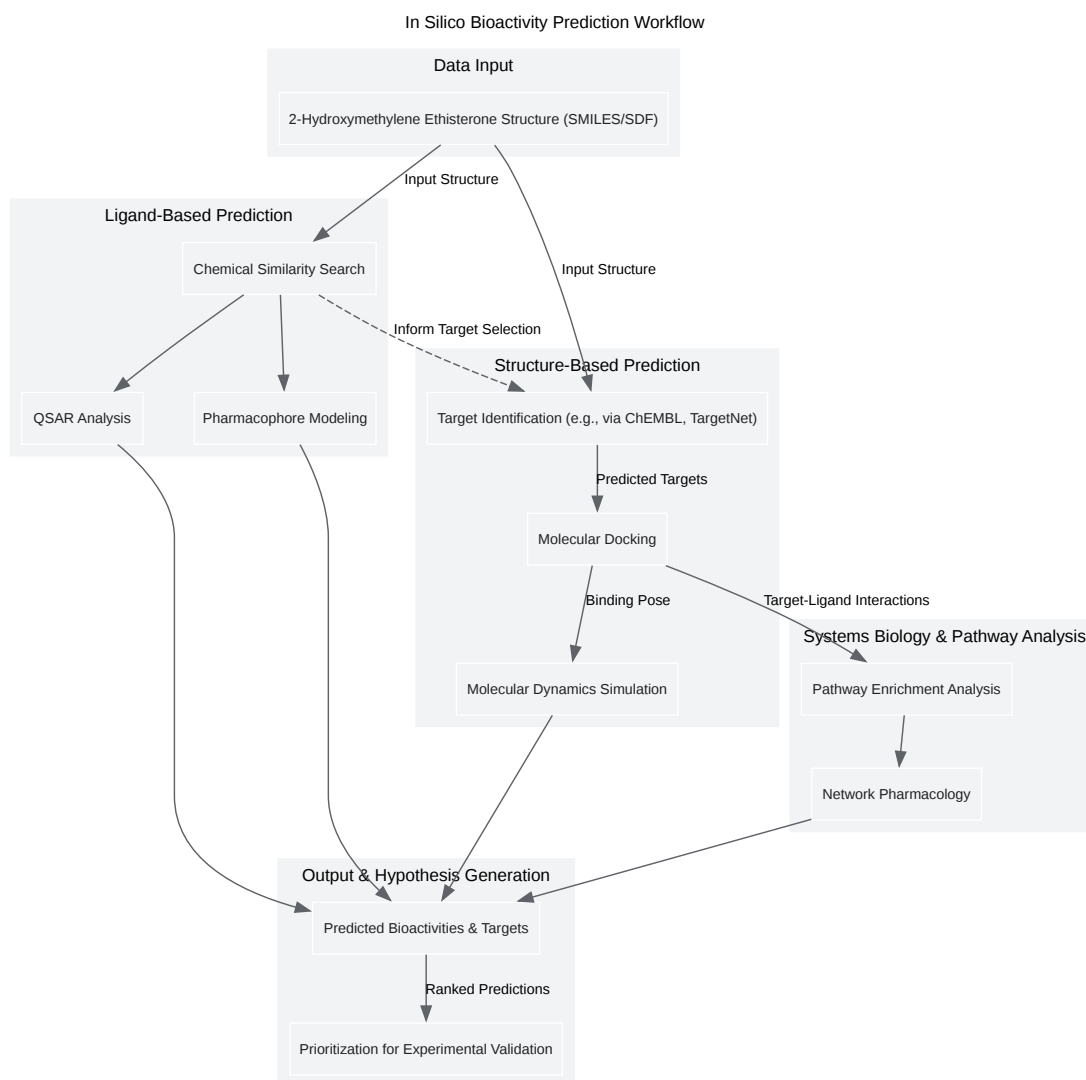 In Silico Bioactivity Prediction Workflow
Data Input
2-Hydroxymethylene Ethisterone Structure (SMILES/SDF)
Input Structure
Ligand-Based Prediction
Chemical Similarity Search
Input Structure
Inform Target Selection
Structure-Based Prediction
QSAR Analysis
Pharmacophore Modeling
Target Identification (e.g., via ChEMBL, TargetNet)
Predicted Targets
Molecular Docking
Binding Pose
Target-Ligand Interactions
Systems Biology & Pathway Analysis
Molecular Dynamics Simulation
Pathway Enrichment Analysis
Network Pharmacology
Output & Hypothesis Generation
Predicted Bioactivities & Targets
Ranked Predictions
Prioritization for Experimental Validation